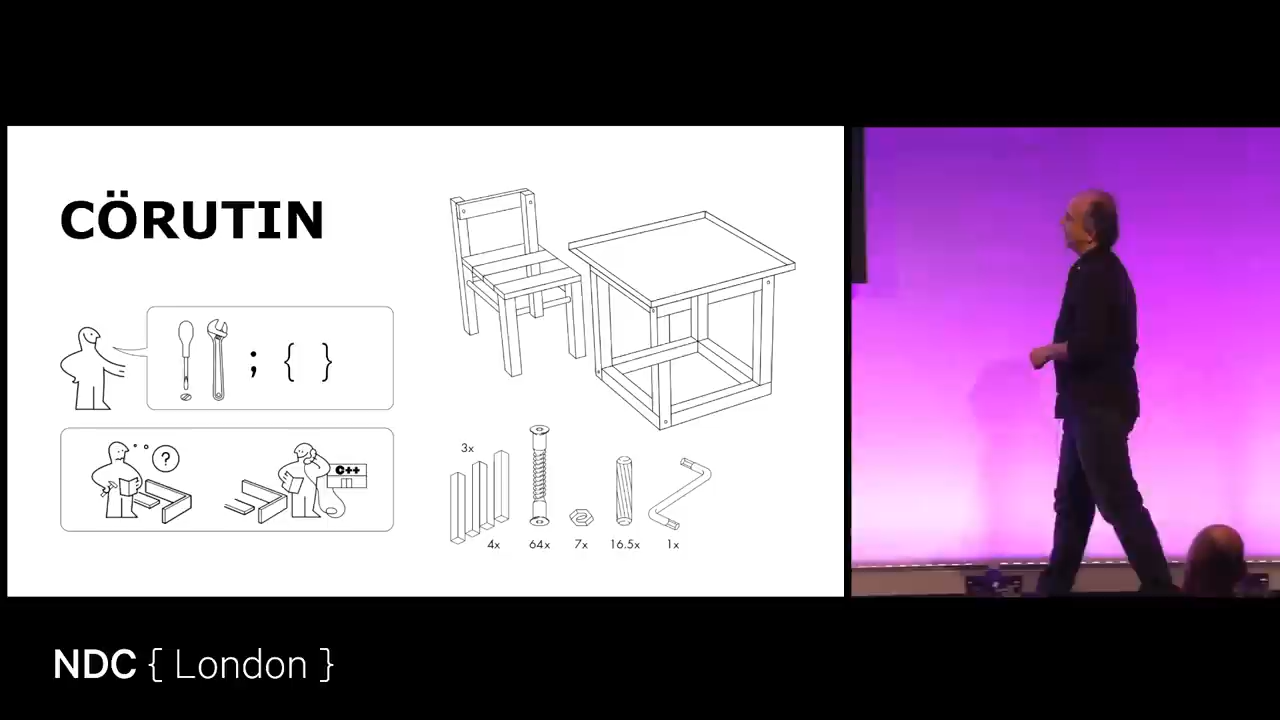 CÖRUTIN
; { }
?
C++
3x
4x
64x
7x
16.5x
1x
NDC { London }